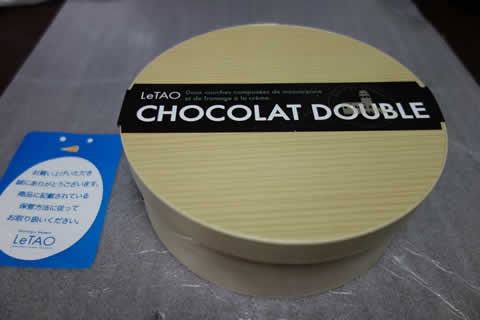 LeTAO
Deux couches composées de mascarpone
et de fromage à la crème
CHOCOLAT DOUBLE
お買い上げいただき
誠にありがとうございます。
商品に記載されている
保管方法に従って
お取り扱いください。
LeTAO